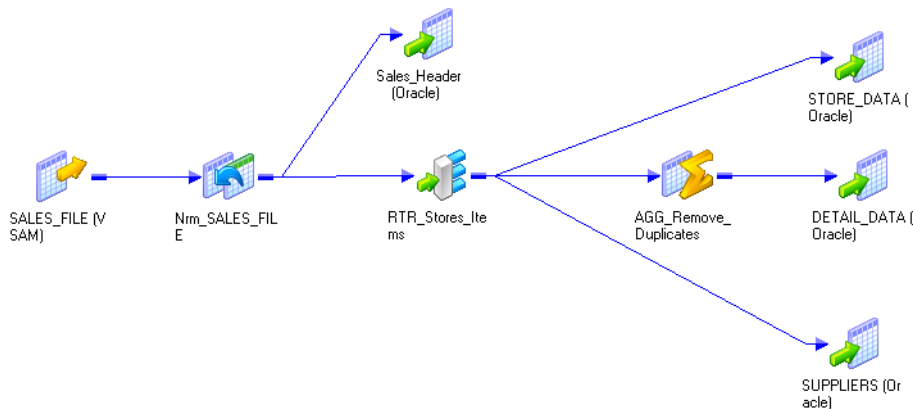 Sales_Header
(Oracle)
STORE_DATA (
Oracle)
SALES_FILE (V
SAM)
Nrm_SALES_FIL
E
RTR_Stores_Ite
ms
AGG_Remove_
Duplicates
DETAIL_DATA (
Oracle)
SUPPLIERS (Or
acle)